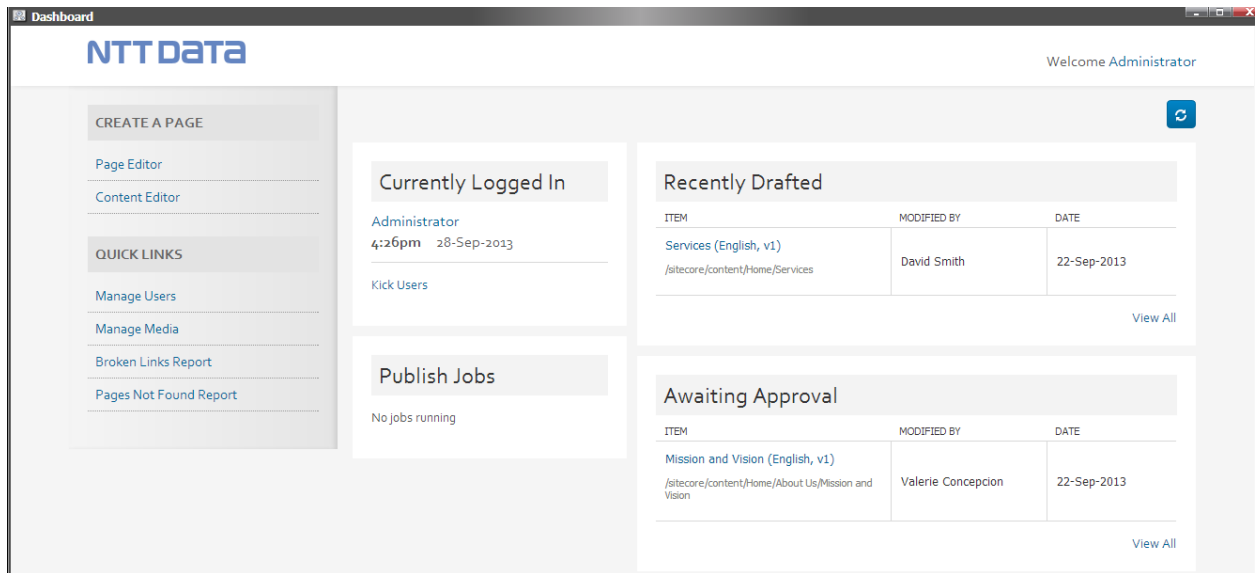 Dashboard
NTT DATA
Welcome Administrator
CREATE A PAGE
Page Editor
Content Editor
QUICK LINKS
Manage Users
Manage Media
Broken Links Report
Pages Not Found Report
Currently Logged In
Administrator
4:26pm 28-Sep-2013
Kick Users
Publish Jobs
No jobs running
Recently Drafted
ITEM MODIFIED BY DATE
Services (English, v1)
/sitecore/content/Home/Services
David Smith
22-Sep-2013
View All
Awaiting Approval
ITEM MODIFIED BY DATE
Mission and Vision (English, v1)
/sitecore/content/Home/About Us/Mission and
Vision
Valerie Concepcion
22-Sep-2013
View All